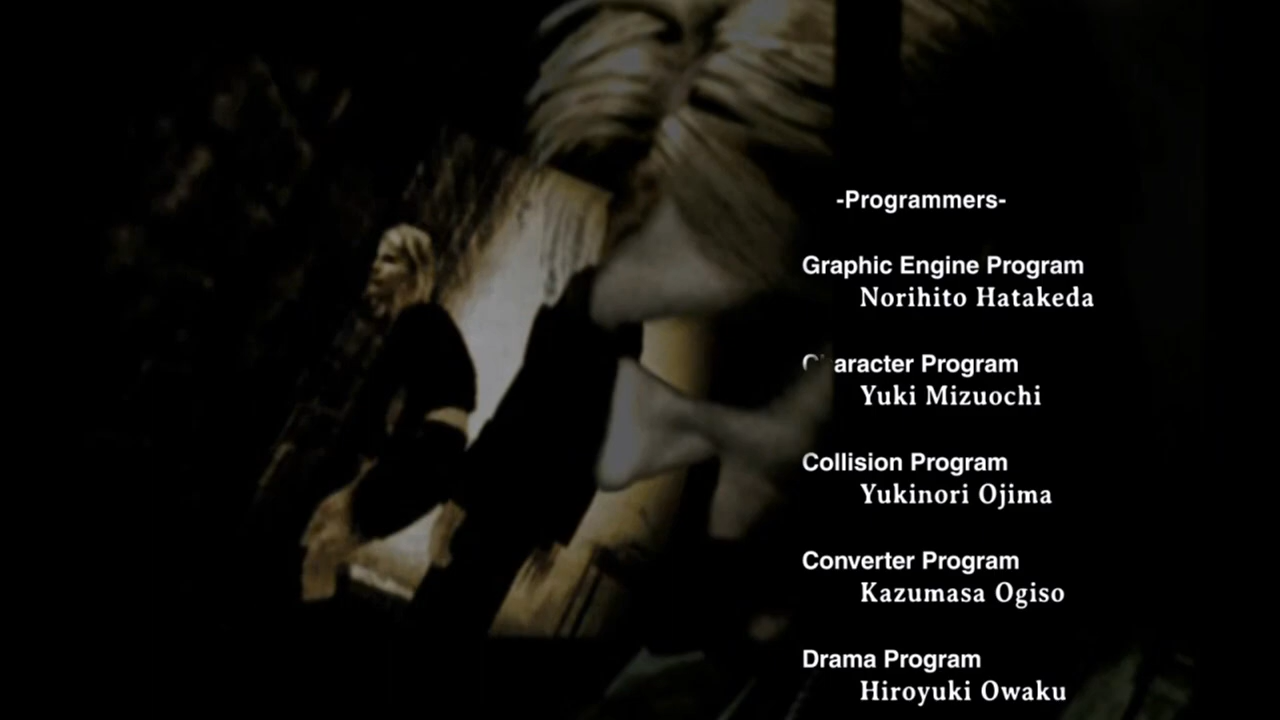 -Programmers-
Graphic Engine Program
Norihito Hatakeda
Character Program
Yuki Mizuochi
Collision Program
Yukinori Ojima
Converter Program
Kazumasa Ogiso
Drama Program
Hiroyuki Owaku